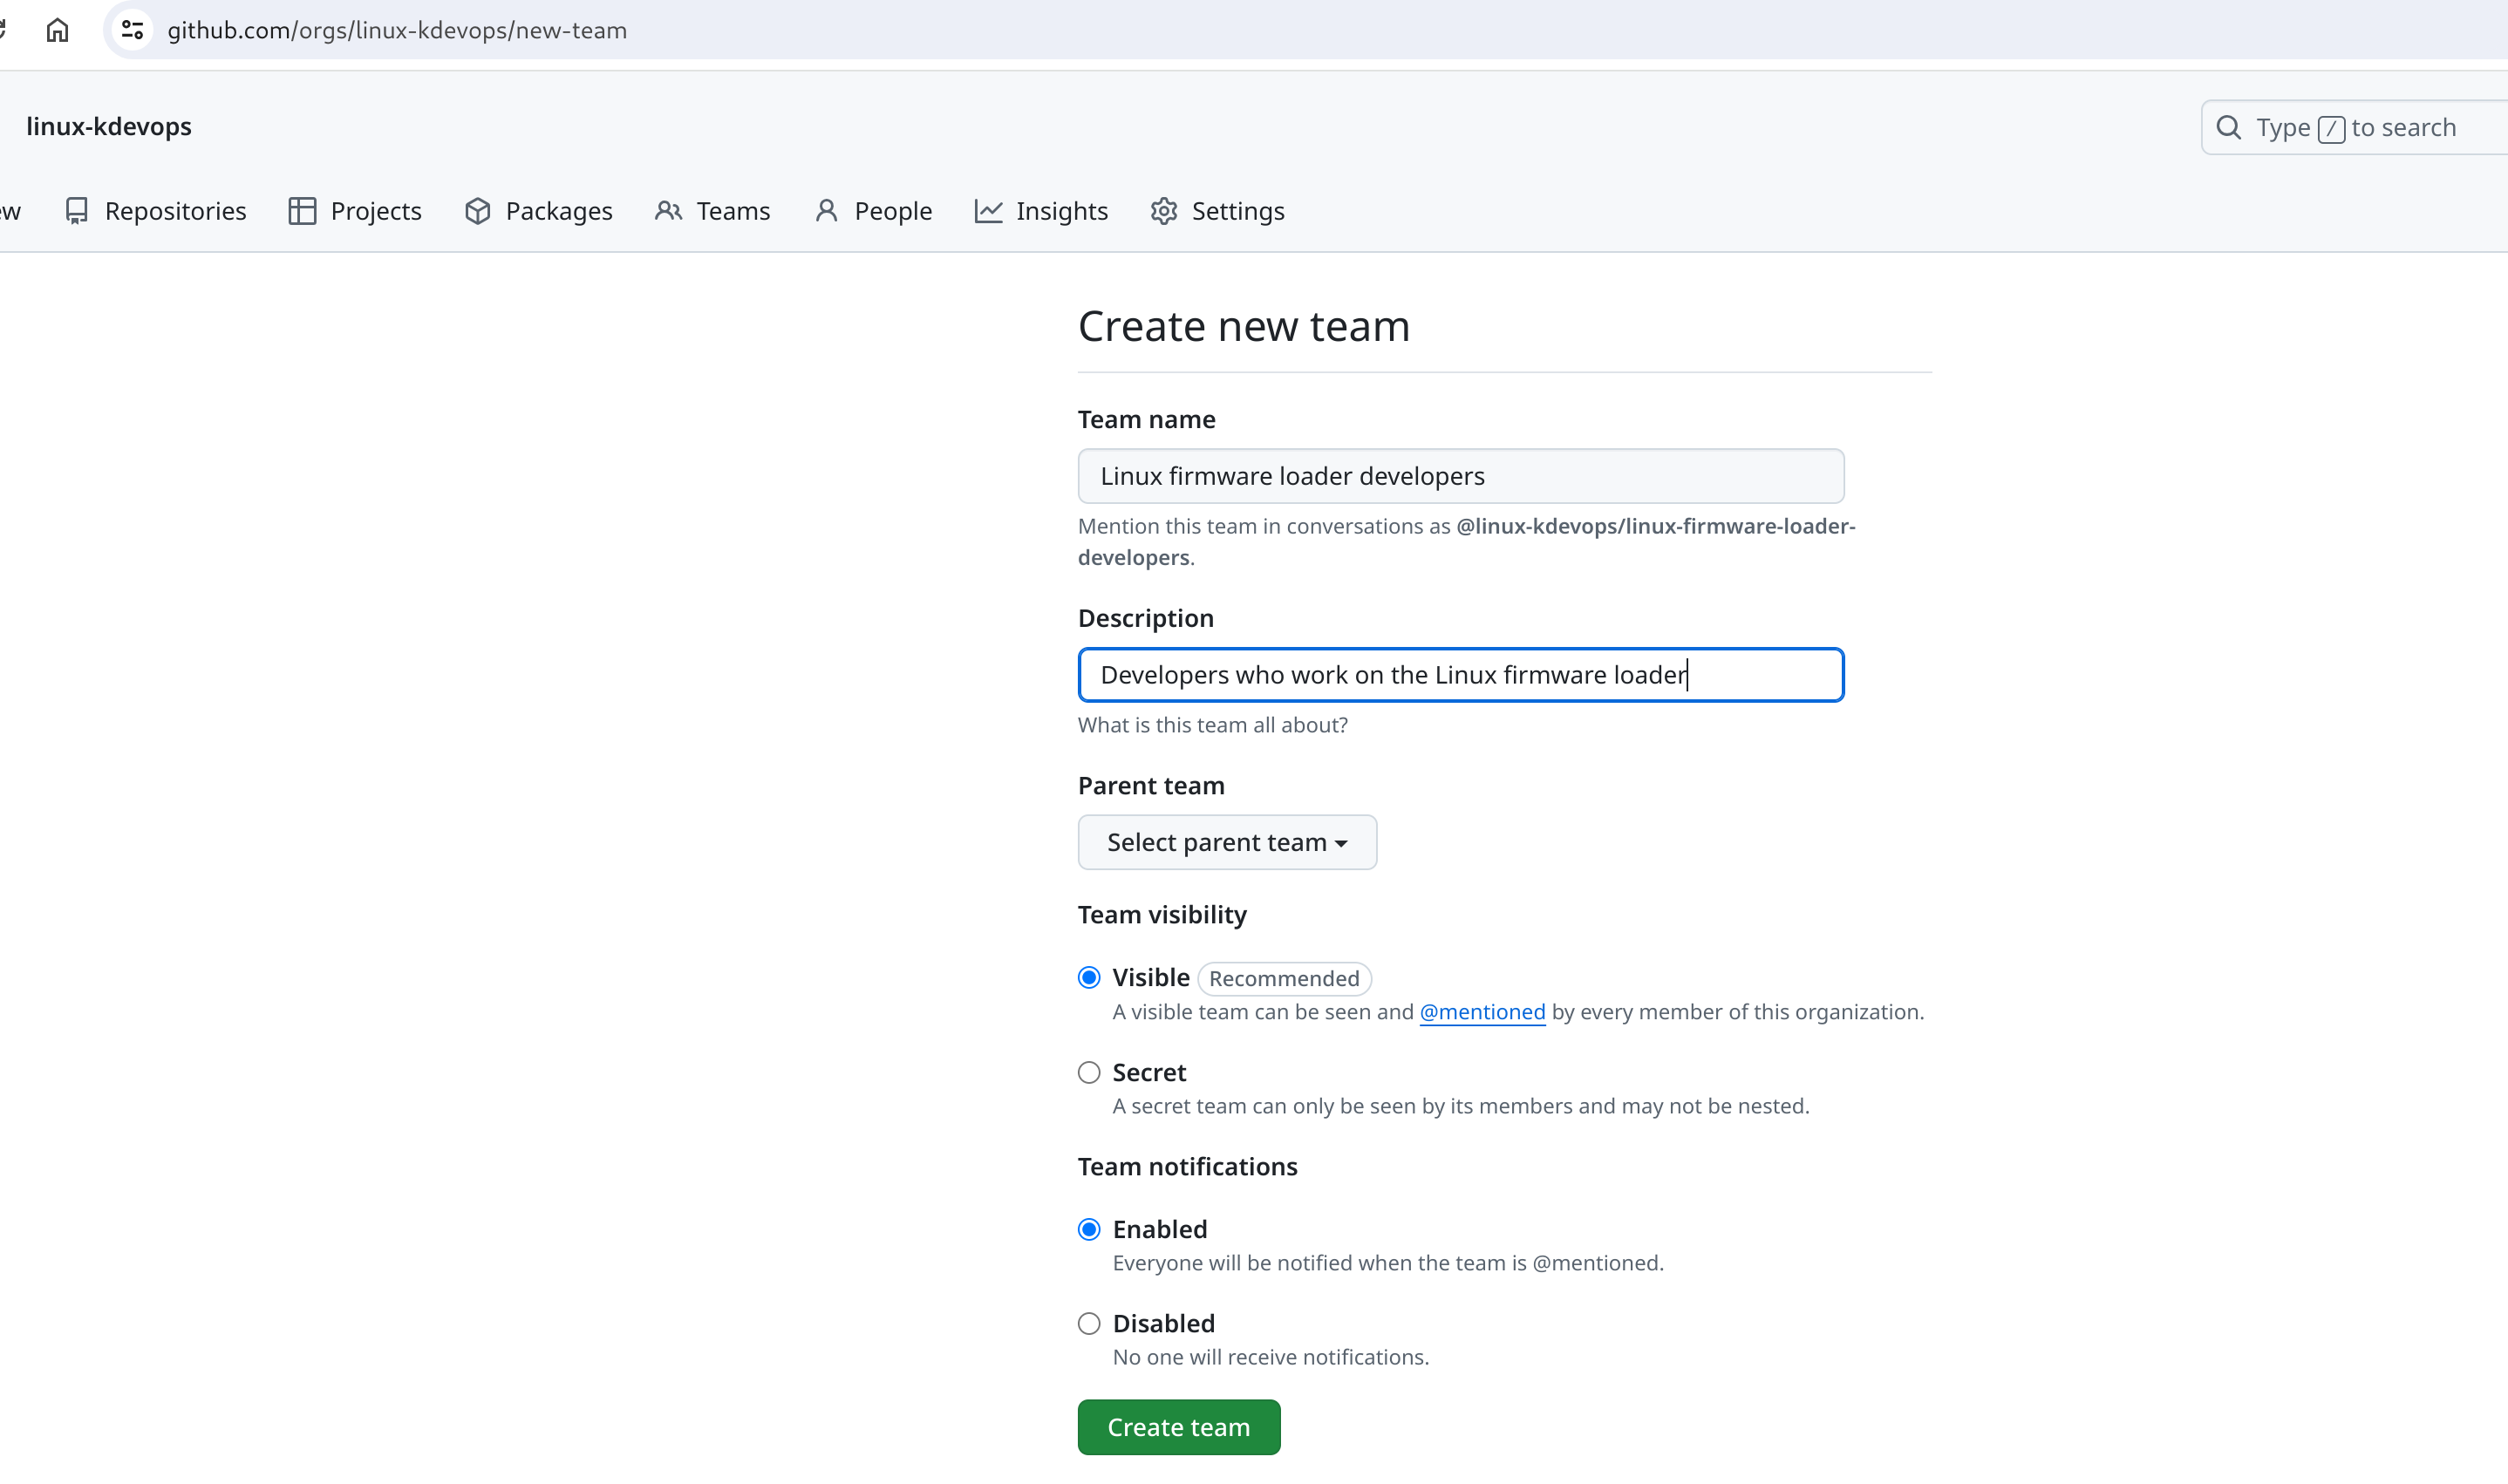 github.com/orgs/linux-kdevops/new-team
linux-kdevops
Type / to search
ew Repositories Projects Packages Teams People Insights Settings
Create new team
Team name
Linux firmware loader developers
Mention this team in conversations as @linux-kdevops/linux-firmware-loader-
developers.
Description
Developers who work on the Linux firmware loader
What is this team all about?
Parent team
Select parent team
Team visibility
Visible Recommended
A visible team can be seen and @mentioned by every member of this organization.
Secret
A secret team can only be seen by its members and may not be nested.
Team notifications
Enabled
Everyone will be notified when the team is @mentioned.
Disabled
No one will receive notifications.
Create team